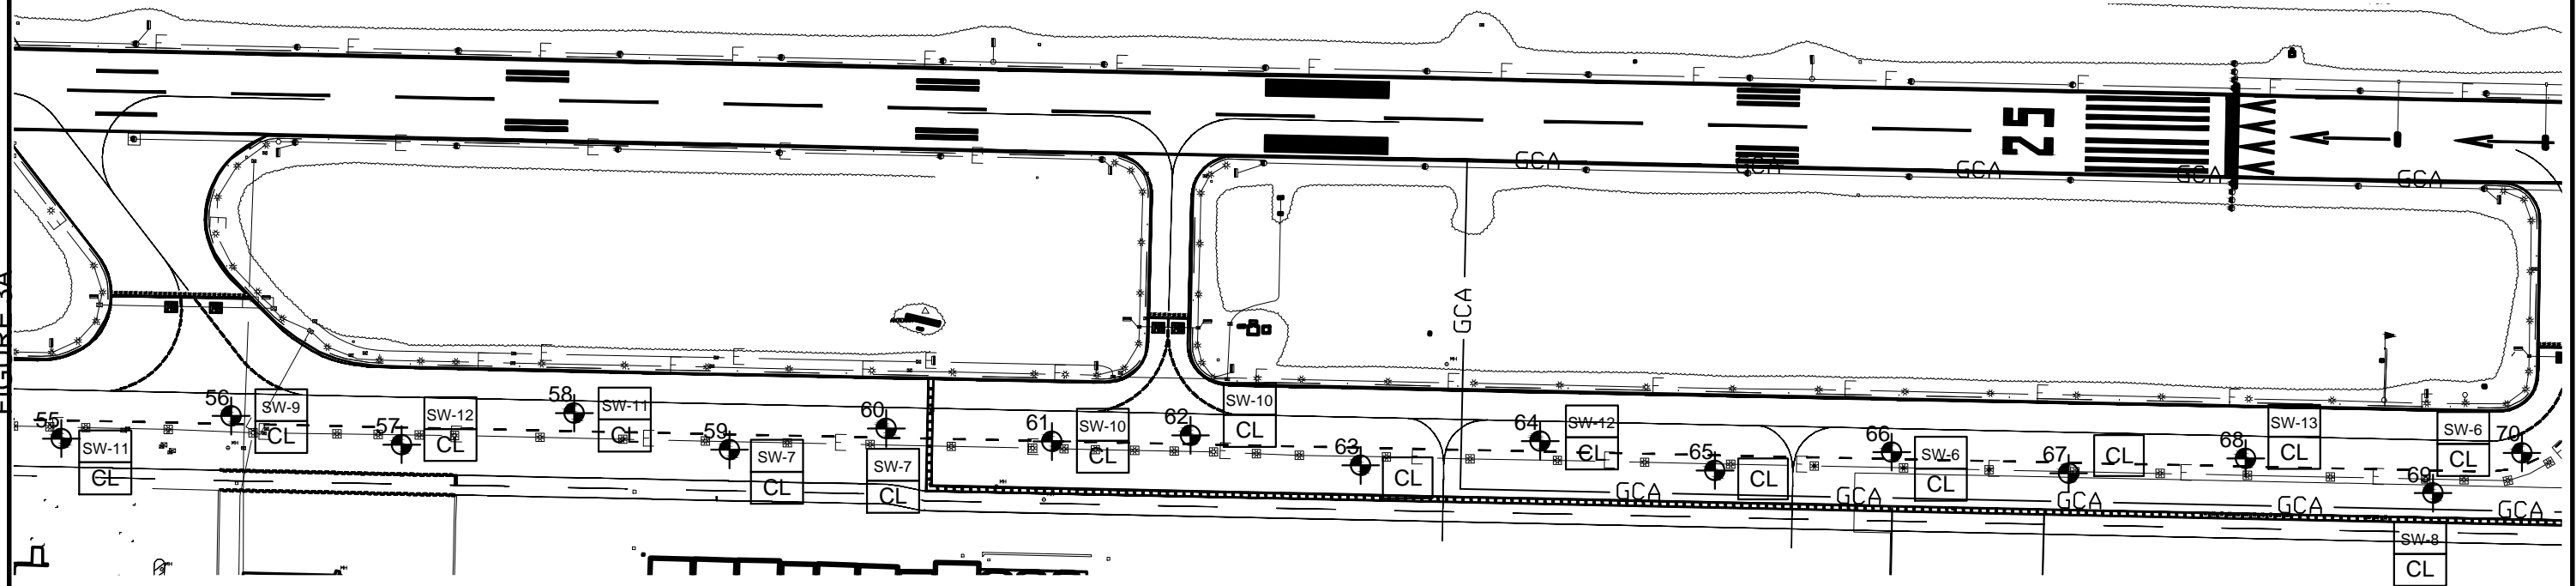 GCA
GCA
GCA
GCA
GCA
25
GCA
FIGURE 3A
55
SW-11
CL
56
SW-9
CL
57
SW-12
CL
58
SW-11
CL
59
SW-7
CL
60
SW-7
CL
61
SW-10
CL
62
SW-10
CL
63
CL
64
SW-12
CL
65
CL
66
SW-6
CL
67
CL
68
SW-13
CL
69
SW-8
CL
70
SW-6
CL
GCA
GCA
GCA
GCA
GCA